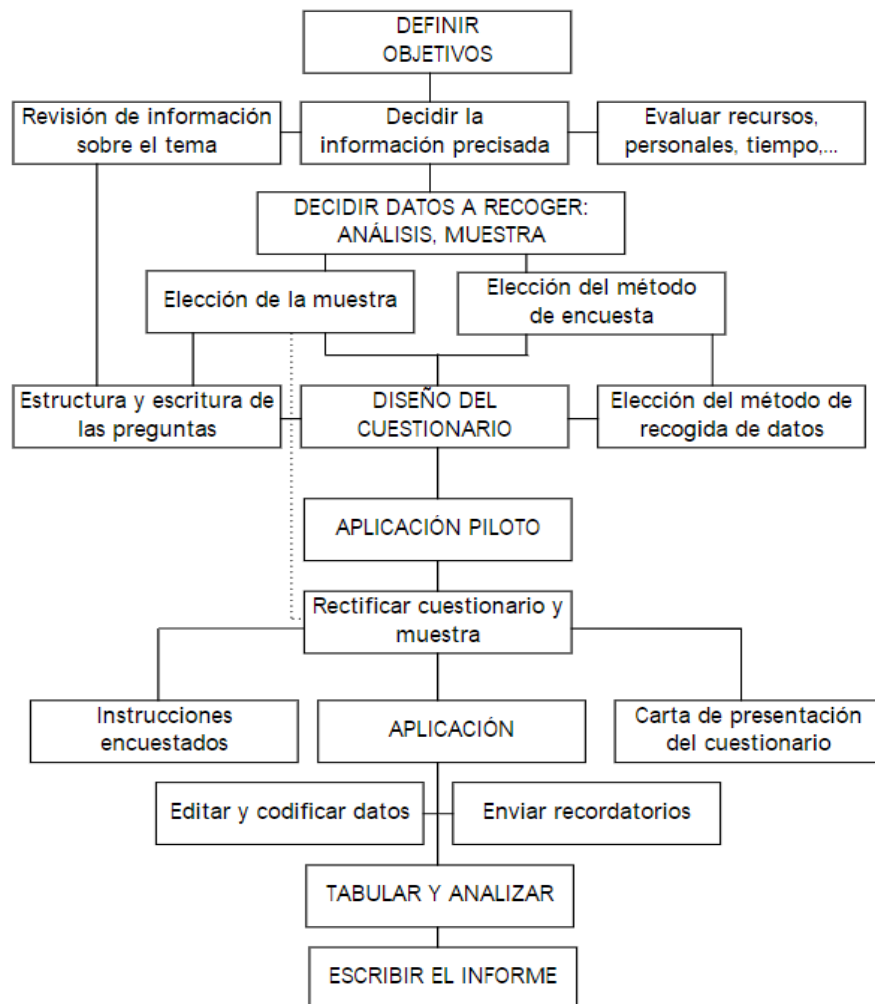 DEFINIR
OBJETIVOS
Revisión de información
sobre el tema
Decidir la
información precisada
Evaluar recursos,
personales, tiempo,...
DECIDIR DATOS A RECOGER:
ANÁLISIS, MUESTRA
Elección de la muestra
Elección del método
de encuesta
Estructura y escritura de
las preguntas
DISEÑO DEL
CUESTIONARIO
Elección del método de
recogida de datos
APLICACIÓN PILOTO
Rectificar cuestionario y
muestra
Instrucciones
encuestados
APLICACIÓN
Carta de presentación
del cuestionario
Editar y codificar datos
Enviar recordatorios
TABULAR Y ANALIZAR
ESCRIBIR EL INFORME